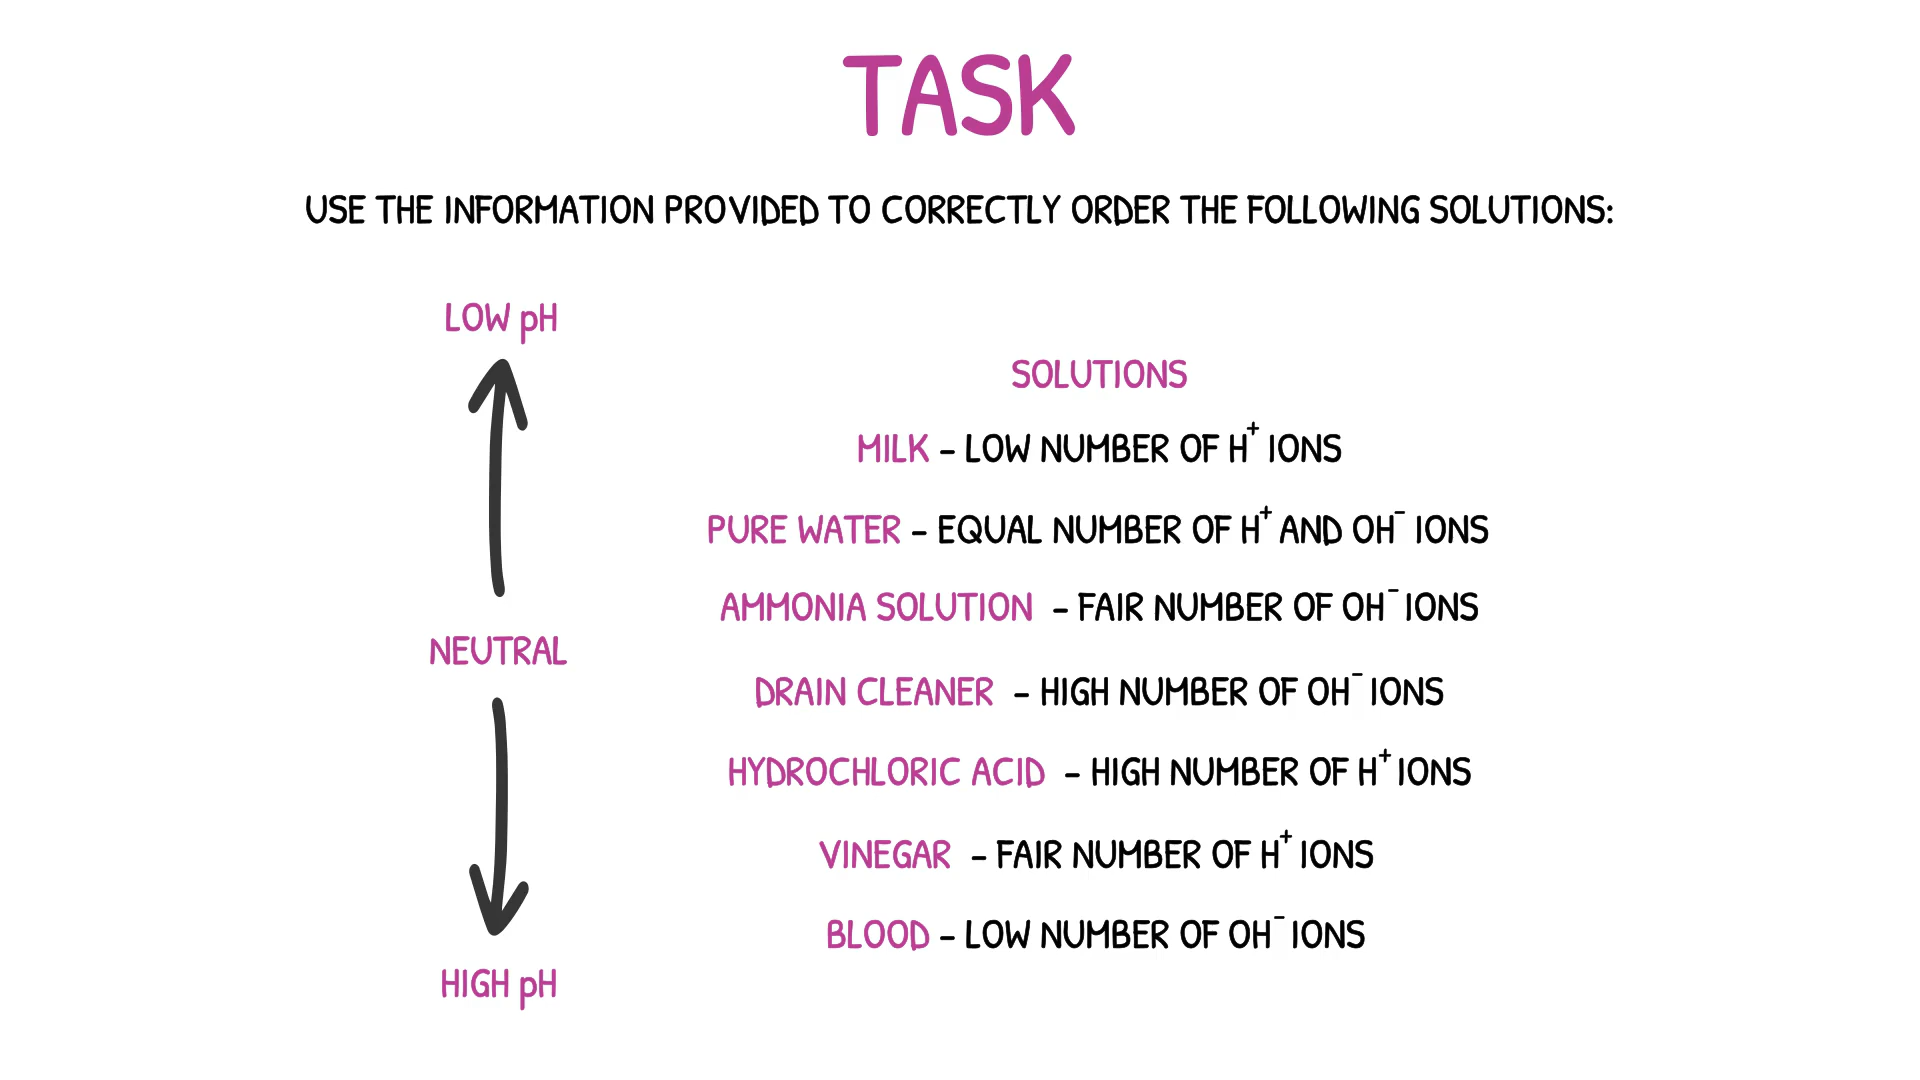 TASK
USE THE INFORMATION PROVIDED TO CORRECTLY ORDER THE FOLLOWING SOLUTIONS:
LOW pH
SOLUTIONS
MILK – LOW NUMBER OF H⁺ IONS
PURE WATER – EQUAL NUMBER OF H⁺ AND OH⁻ IONS
AMMONIA SOLUTION – FAIR NUMBER OF OH⁻ IONS
NEUTRAL
DRAIN CLEANER – HIGH NUMBER OF OH⁻ IONS
HYDROCHLORIC ACID – HIGH NUMBER OF H⁺ IONS
VINEGAR – FAIR NUMBER OF H⁺ IONS
BLOOD – LOW NUMBER OF OH⁻ IONS
HIGH pH